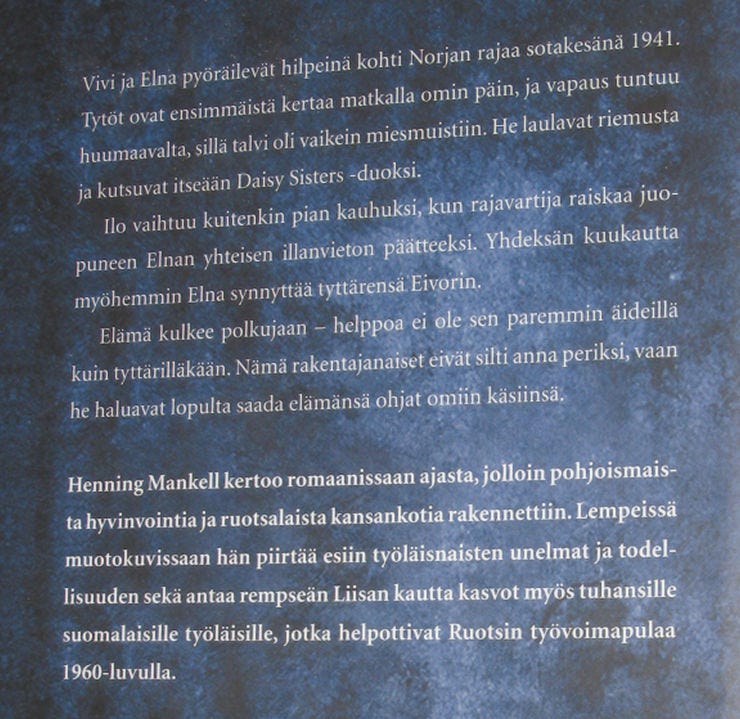 Vivi ja Elna pyöräilevät hilpeinä kohti Norjan rajaa sotakesänä 1941.
Tytöt ovat ensimmäistä kertaa matkalla omin päin, ja vapaus tuntuu
huumaavalta, sillä talvi oli vaikein miesmuistiin. He laulavat riemusta
ja kutsuvat itseään Daisy Sisters -duoksi.
Ilo vaihtuu kuitenkin pian kauhuksi, kun rajavartija raiskaa juo-
puneen Elnan yhteisen illanvieton päätteeksi. Yhdeksän kuukautta
myöhemmin Elna synnyttää tyttärensä Eivorin.
Elämä kulkee polkujaan – helppoa ei ole sen paremmin äideillä
kuin tyttärilläkään. Nämä rakentajanaiset eivät silti anna periksi, vaan
he haluavat lopulta saada elämänsä ohjat omiin käsiinsä.
Henning Mankell kertoo romaanissaan ajasta, jolloin pohjoismais-
ta hyvinvointia ja ruotsalaista kansankotia rakennettiin. Lempeissä
muotokuvissaan hän piirtää esiin työläisnaisten unelmat ja todel-
lisuuden sekä antaa rempseän Liisan kautta kasvot myös tuhansille
suomalaisille työläisille, jotka helpottivat Ruotsin työvoimapulaa
1960-luvulla.